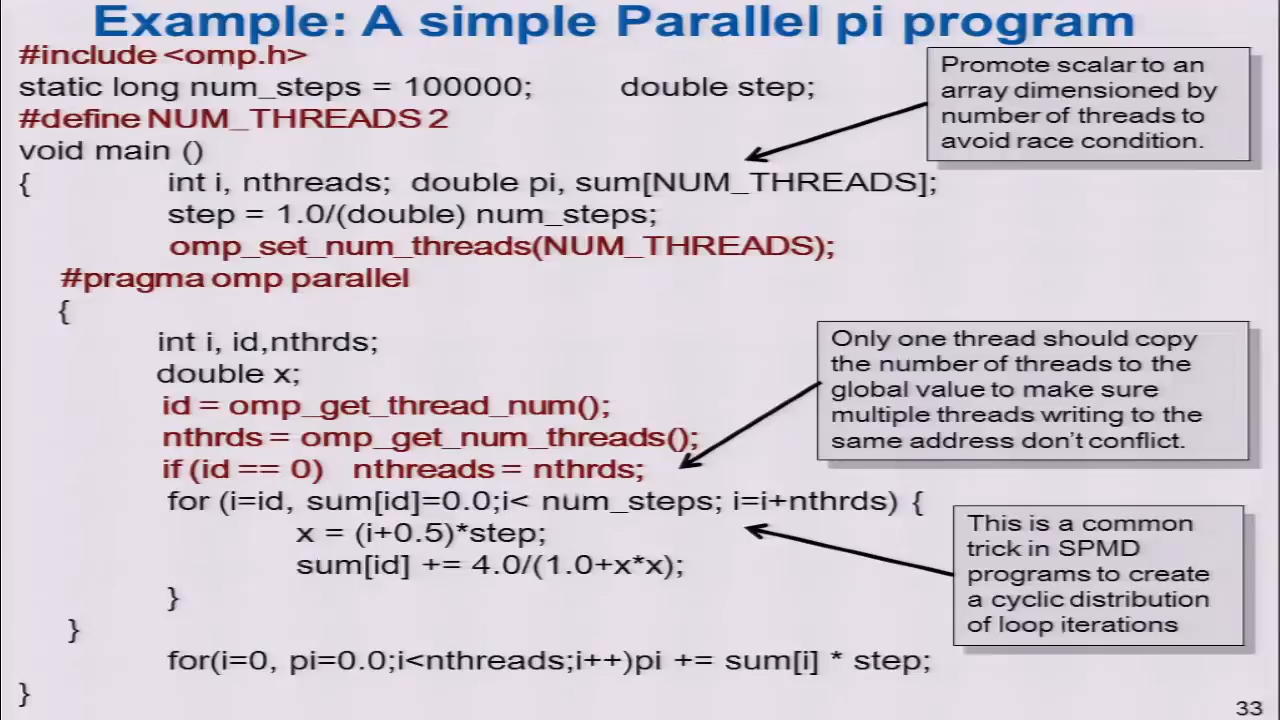 Example: A simple Parallel pi program
#include <omp.h>
static long num_steps = 100000; double step;
#define NUM_THREADS 2
void main ()
{ int i, nthreads; double pi, sum[NUM_THREADS];
step = 1.0/(double) num_steps;
omp_set_num_threads(NUM_THREADS);
#pragma omp parallel
{
int i, id,nthrds;
double x;
id = omp_get_thread_num();
nthrds = omp_get_num_threads();
if (id == 0) nthreads = nthrds;
for (i=id, sum[id]=0.0;i< num_steps; i=i+nthrds) {
x = (i+0.5)*step;
sum[id] += 4.0/(1.0+x*x);
}
}
for(i=0, pi=0.0;i<nthreads;i++)pi += sum[i] * step;
}
Promote scalar to an
array dimensioned by
number of threads to
avoid race condition.
Only one thread should copy
the number of threads to the
global value to make sure
multiple threads writing to the
same address don't conflict.
This is a common
trick in SPMD
programs to create
a cyclic distribution
of loop iterations
33